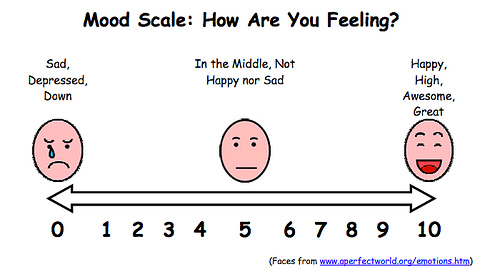 Mood Scale: How Are You Feeling?
Sad,
Depressed,
Down
In the Middle, Not
Happy nor Sad
Happy,
High,
Awesome,
Great
0 1 2 3 4 5 6 7 8 9 10
(Faces from www.aperfectworld.org/emotions.htm)